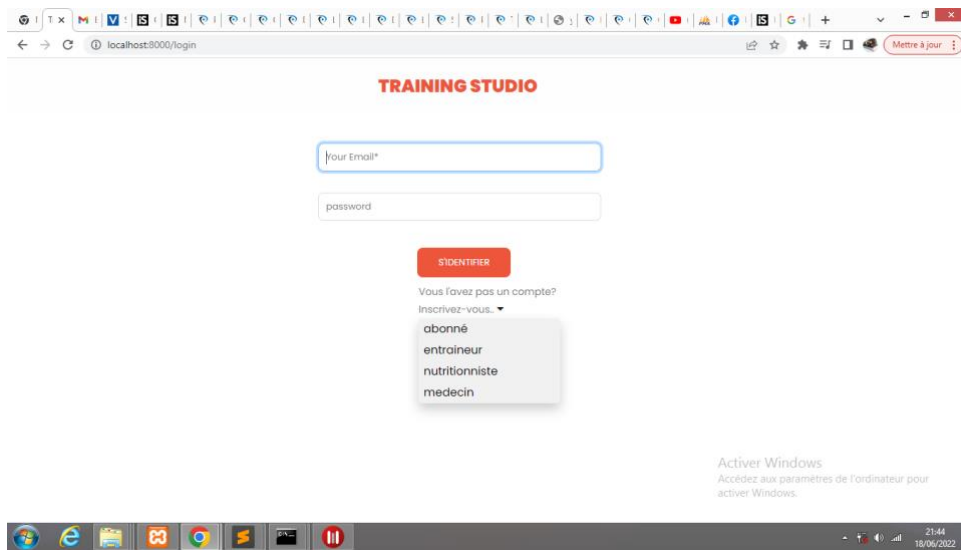 localhost:8000/login
Mettre à jour
TRAINING STUDIO
Your Email*
password
S'IDENTIFIER
Vous l'avez pas un compte?
Inscrivez-vous..
abonné
entraineur
nutritionniste
medecin
Activer Windows
Accédez aux paramètres de l'ordinateur pour
activer Windows.
21:44
18/06/2022